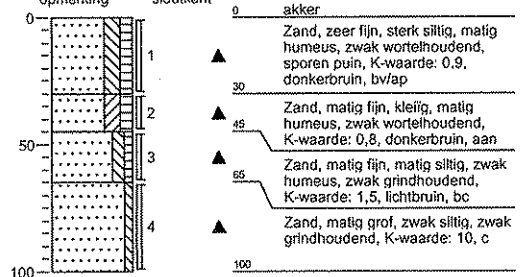 opmerking
slootkent
0 akker
0
Zand, zeer fijn, sterk siltig, matig
humeus, zwak wortelhoudend,
sporen puin, K-waarde: 0,9,
donkerbruin, bv/ap
1
30
Zand, matig fijn, kleiïg, matig
humeus, zwak wortelhoudend,
K-waarde: 0,8, donkerbruin, aan
2
45
50
Zand, matig fijn, matig siltig, zwak
humeus, zwak grindhoudend,
K-waarde: 1,5, lichtbruin, bc
3
65
Zand, matig grof, zwak siltig, zwak
grindhoudend, K-waarde: 10, c
4
100
100